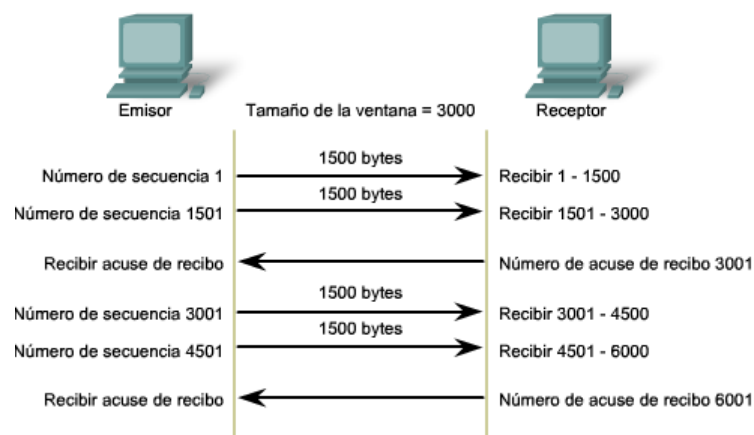 Emisor Tamaño de la ventana = 3000 Receptor
1500 bytes
Número de secuencia 1 Recibir 1 - 1500
1500 bytes
Número de secuencia 1501 Recibir 1501 - 3000
Recibir acuse de recibo Número de acuse de recibo 3001
1500 bytes
Número de secuencia 3001 Recibir 3001 - 4500
1500 bytes
Número de secuencia 4501 Recibir 4501 - 6000
Recibir acuse de recibo Número de acuse de recibo 6001